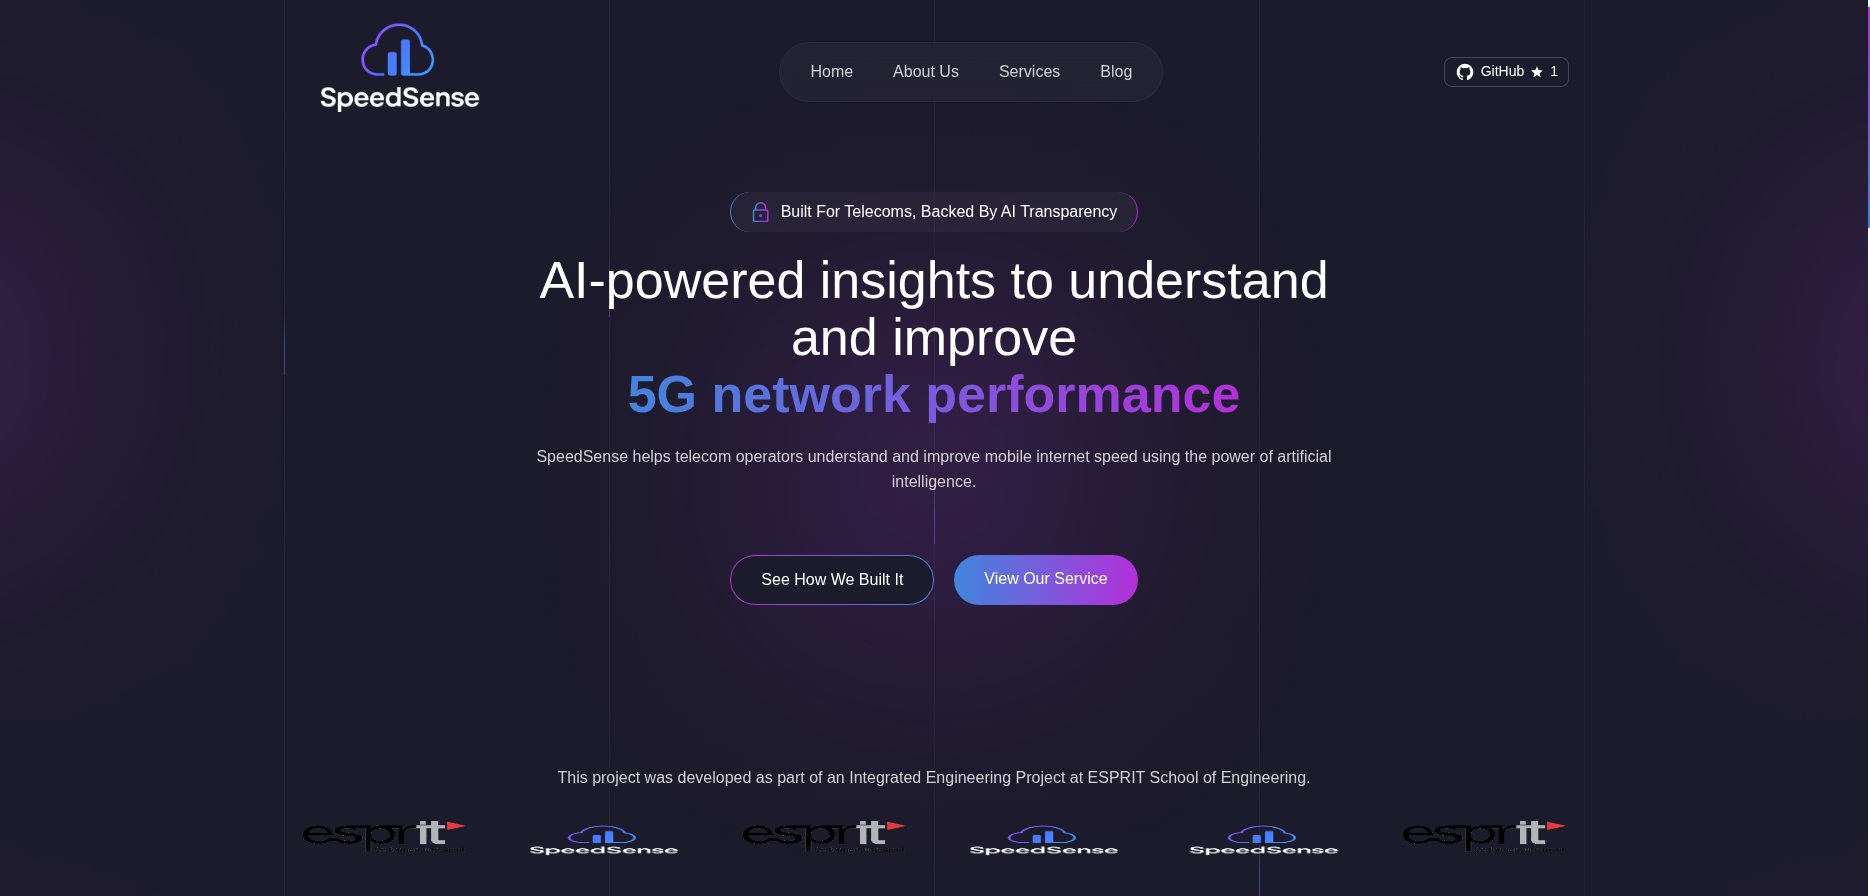 SpeedSense
Home
About Us
Services
Blog
GitHub ★ 1
Built For Telecoms, Backed By AI Transparency
AI-powered insights to understand
and improve
5G network performance
SpeedSense helps telecom operators understand and improve mobile internet speed using the power of artificial
intelligence.
See How We Built It
View Our Service
This project was developed as part of an Integrated Engineering Project at ESPRIT School of Engineering.
esprit
SpeedSense
esprit
SpeedSense
SpeedSense
esprit